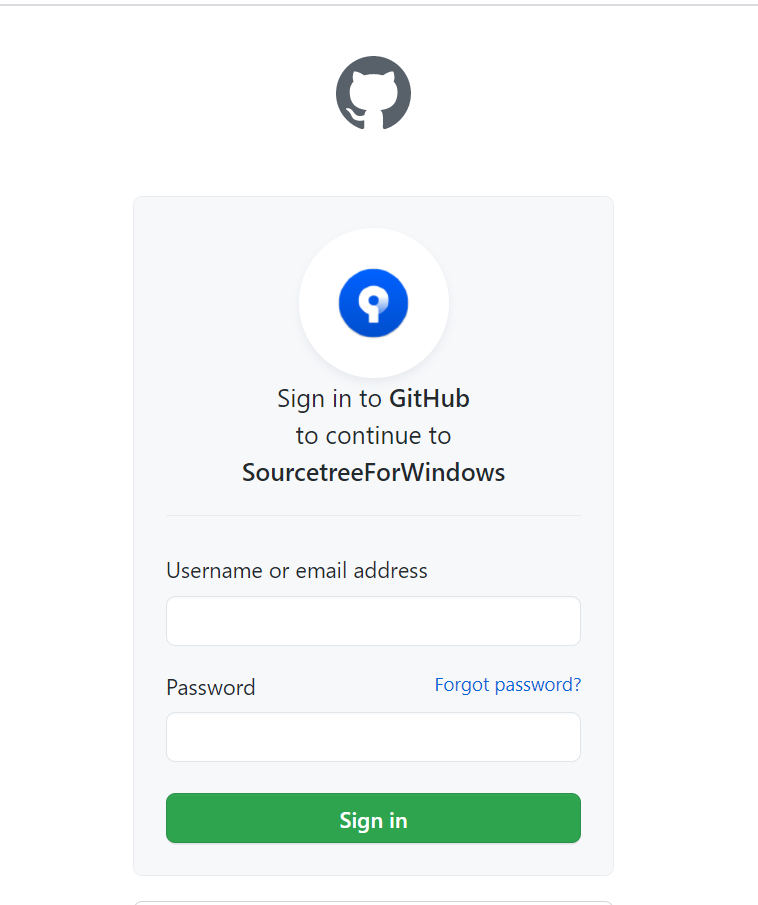 Sign in to GitHub
to continue to
SourcetreeForWindows
Username or email address
Password Forgot password?
Sign in